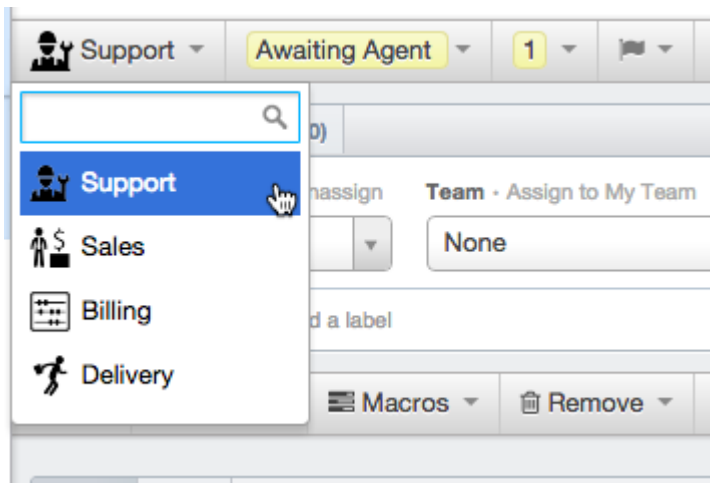 Support Awaiting Agent 1
0)
Support
nassign Team · Assign to My Team
Sales
None
Billing
d a label
Delivery
Macros Remove